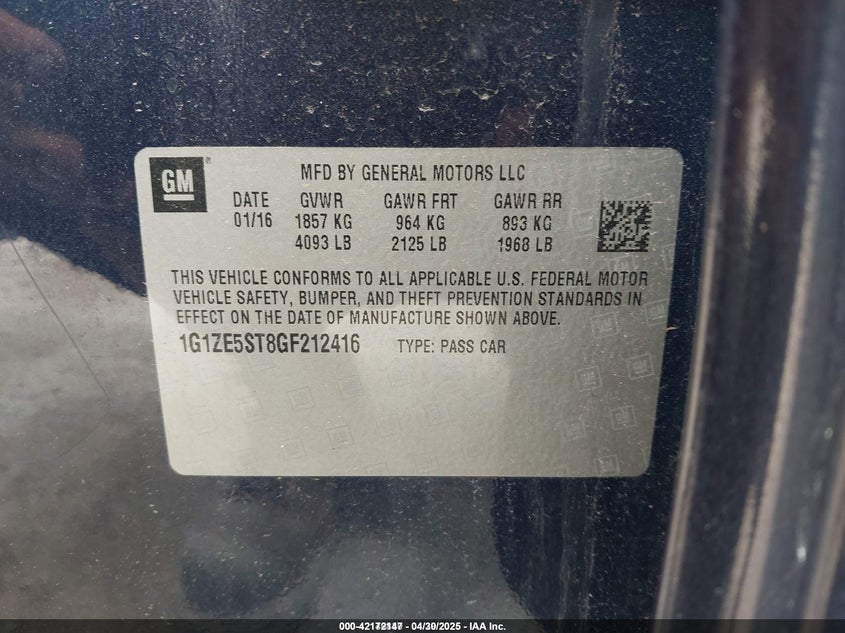 GM
MFD BY GENERAL MOTORS LLC
DATE GVWR GAWR FRT GAWR RR
01/16 1857 KG 964 KG 893 KG
4093 LB 2125 LB 1968 LB
THIS VEHICLE CONFORMS TO ALL APPLICABLE U.S. FEDERAL MOTOR
VEHICLE SAFETY, BUMPER, AND THEFT PREVENTION STANDARDS IN
EFFECT ON THE DATE OF MANUFACTURE SHOWN ABOVE.
1G1ZE5ST8GF212416 TYPE: PASS CAR
04/30/2025 - IAA Inc.